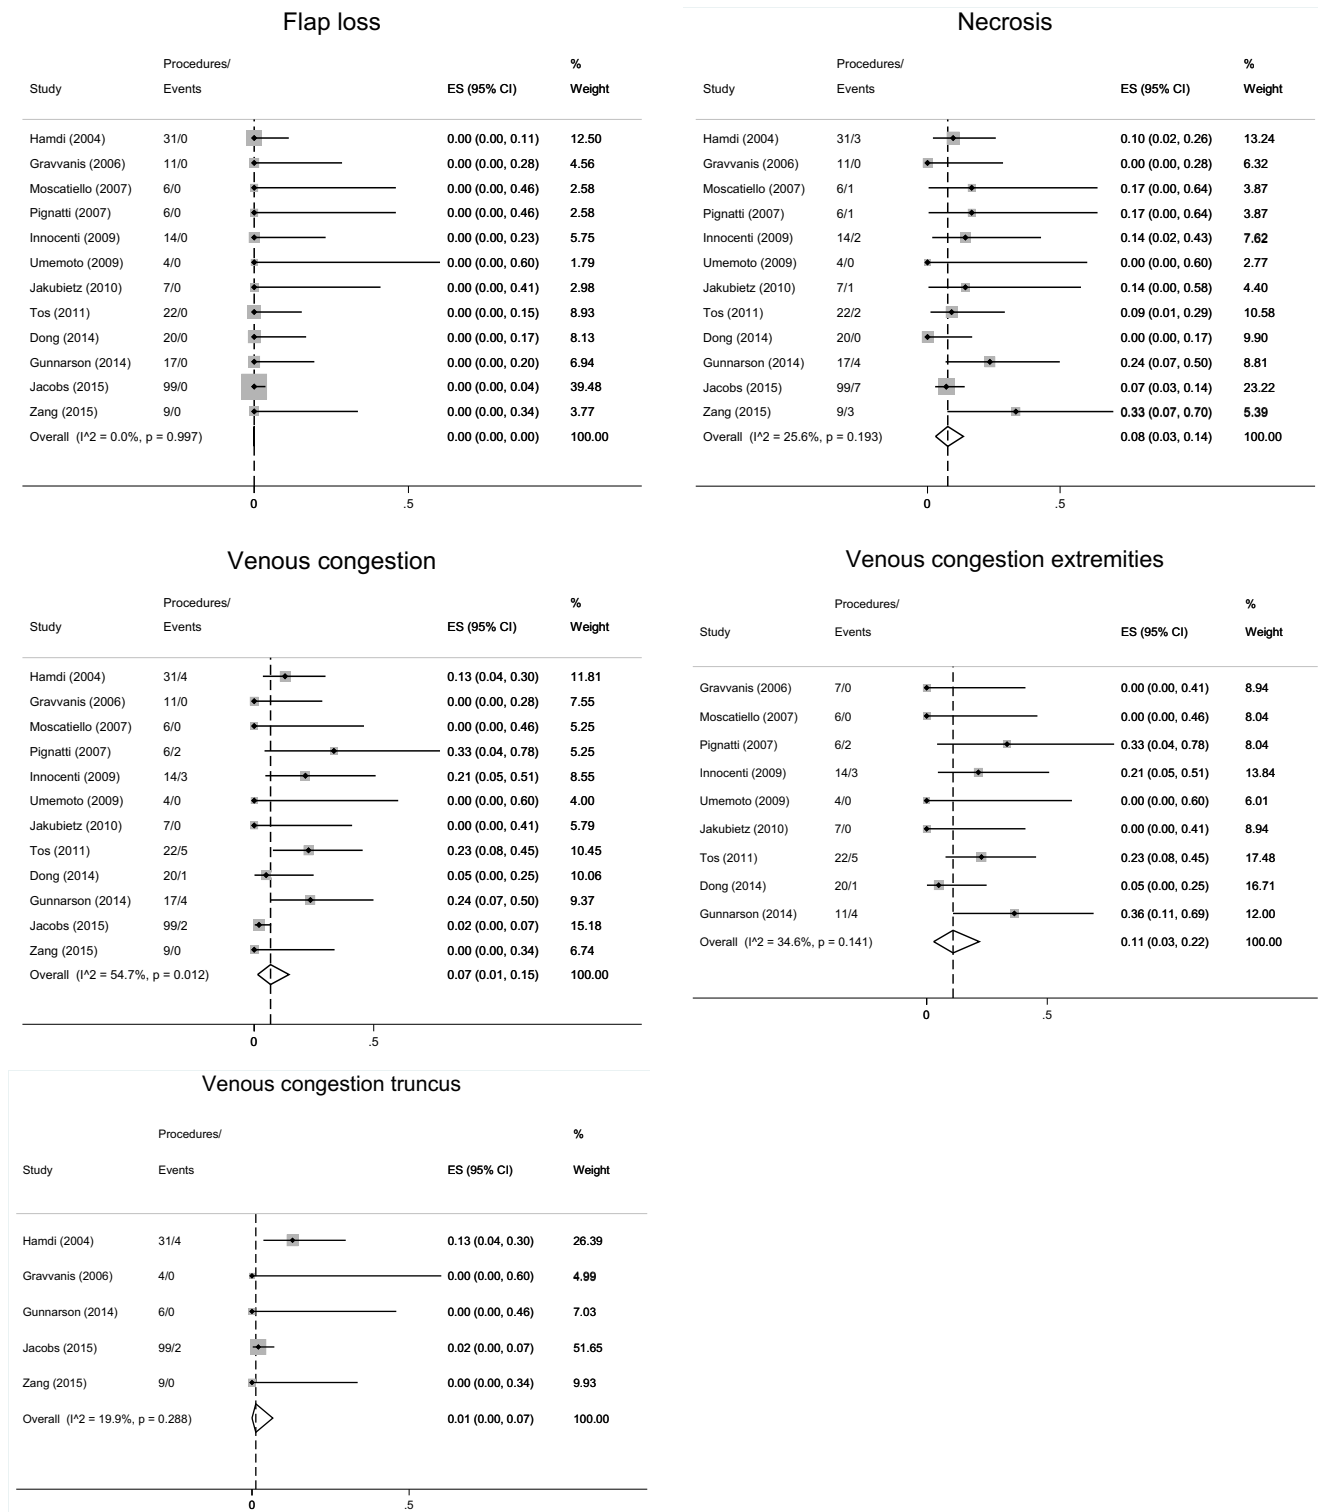 Flap loss
Procedures/ %
Study Events ES (95% CI) Weight
Hamdi (2004) 31/0 0.00 (0.00, 0.11) 12.50
Gravvanis (2006) 11/0 0.00 (0.00, 0.28) 4.56
Moscatiello (2007) 6/0 0.00 (0.00, 0.46) 2.58
Pignatti (2007) 6/0 0.00 (0.00, 0.46) 2.58
Innocenti (2009) 14/0 0.00 (0.00, 0.23) 5.75
Umemoto (2009) 4/0 0.00 (0.00, 0.60) 1.79
Jakubietz (2010) 7/0 0.00 (0.00, 0.41) 2.98
Tos (2011) 22/0 0.00 (0.00, 0.15) 8.93
Dong (2014) 20/0 0.00 (0.00, 0.17) 8.13
Gunnarson (2014) 17/0 0.00 (0.00, 0.20) 6.94
Jacobs (2015) 99/0 0.00 (0.00, 0.04) 39.48
Zang (2015) 9/0 0.00 (0.00, 0.34) 3.77
Overall (I^2 = 0.0%, p = 0.997) 0.00 (0.00, 0.00) 100.00
0 .5
Necrosis
Procedures/ %
Study Events ES (95% CI) Weight
Hamdi (2004) 31/3 0.10 (0.02, 0.26) 13.24
Gravvanis (2006) 11/0 0.00 (0.00, 0.28) 6.32
Moscatiello (2007) 6/1 0.17 (0.00, 0.64) 3.87
Pignatti (2007) 6/1 0.17 (0.00, 0.64) 3.87
Innocenti (2009) 14/2 0.14 (0.02, 0.43) 7.62
Umemoto (2009) 4/0 0.00 (0.00, 0.60) 2.77
Jakubietz (2010) 7/1 0.14 (0.00, 0.58) 4.40
Tos (2011) 22/2 0.09 (0.01, 0.29) 10.58
Dong (2014) 20/0 0.00 (0.00, 0.17) 9.90
Gunnarson (2014) 17/4 0.24 (0.07, 0.50) 8.81
Jacobs (2015) 99/7 0.07 (0.03, 0.14) 23.22
Zang (2015) 9/3 0.33 (0.07, 0.70) 5.39
Overall (I^2 = 25.6%, p = 0.193) 0.08 (0.03, 0.14) 100.00
0 .5
Venous congestion
Procedures/ %
Study Events ES (95% CI) Weight
Hamdi (2004) 31/4 0.13 (0.04, 0.30) 11.81
Gravvanis (2006) 11/0 0.00 (0.00, 0.28) 7.55
Moscatiello (2007) 6/0 0.00 (0.00, 0.46) 5.25
Pignatti (2007) 6/2 0.33 (0.04, 0.78) 5.25
Innocenti (2009) 14/3 0.21 (0.05, 0.51) 8.55
Umemoto (2009) 4/0 0.00 (0.00, 0.60) 4.00
Jakubietz (2010) 7/0 0.00 (0.00, 0.41) 5.79
Tos (2011) 22/5 0.23 (0.08, 0.45) 10.45
Dong (2014) 20/1 0.05 (0.00, 0.25) 10.06
Gunnarson (2014) 17/4 0.24 (0.07, 0.50) 9.37
Jacobs (2015) 99/2 0.02 (0.00, 0.07) 15.18
Zang (2015) 9/0 0.00 (0.00, 0.34) 6.74
Overall (I^2 = 54.7%, p = 0.012) 0.07 (0.01, 0.15) 100.00
0 .5
Venous congestion extremities
Procedures/ %
Study Events ES (95% CI) Weight
Gravvanis (2006) 7/0 0.00 (0.00, 0.41) 8.94
Moscatiello (2007) 6/0 0.00 (0.00, 0.46) 8.04
Pignatti (2007) 6/2 0.33 (0.04, 0.78) 8.04
Innocenti (2009) 14/3 0.21 (0.05, 0.51) 13.84
Umemoto (2009) 4/0 0.00 (0.00, 0.60) 6.01
Jakubietz (2010) 7/0 0.00 (0.00, 0.41) 8.94
Tos (2011) 22/5 0.23 (0.08, 0.45) 17.48
Dong (2014) 20/1 0.05 (0.00, 0.25) 16.71
Gunnarson (2014) 11/4 0.36 (0.11, 0.69) 12.00
Overall (I^2 = 34.6%, p = 0.141) 0.11 (0.03, 0.22) 100.00
0 .5
Venous congestion truncus
Procedures/ %
Study Events ES (95% CI) Weight
Hamdi (2004) 31/4 0.13 (0.04, 0.30) 26.39
Gravvanis (2006) 4/0 0.00 (0.00, 0.60) 4.99
Gunnarson (2014) 6/0 0.00 (0.00, 0.46) 7.03
Jacobs (2015) 99/2 0.02 (0.00, 0.07) 51.65
Zang (2015) 9/0 0.00 (0.00, 0.34) 9.93
Overall (I^2 = 19.9%, p = 0.288) 0.01 (0.00, 0.07) 100.00
0 .5